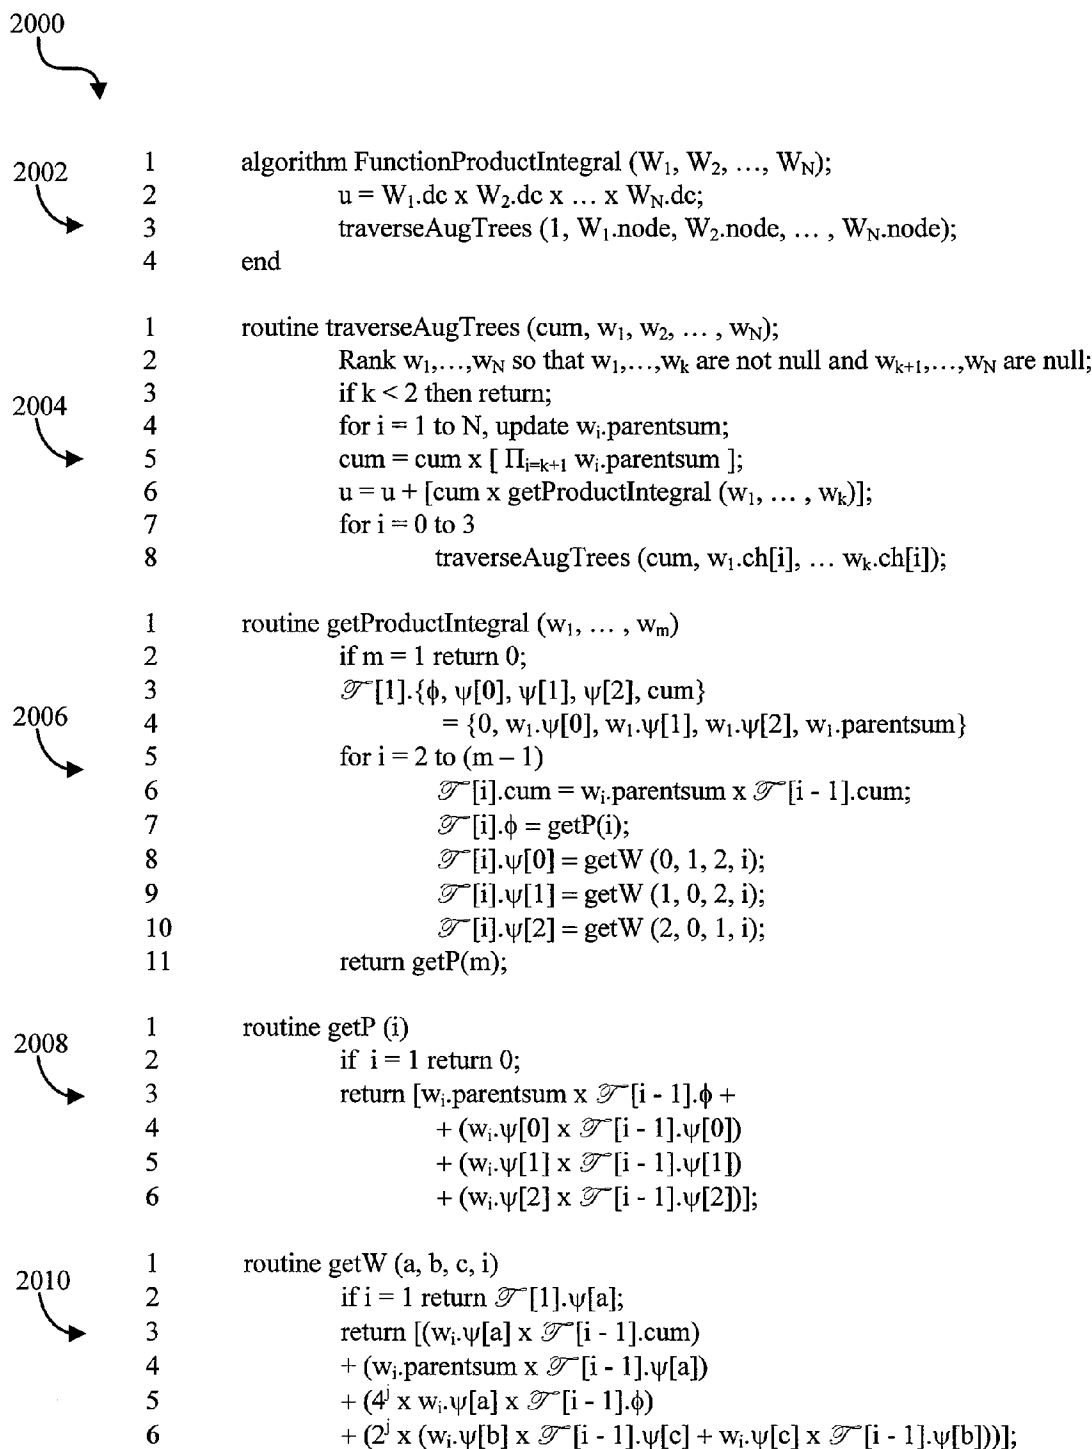 2000
2002
1 algorithm FunctionProductIntegral (W₁, W₂, …, W_N);
2 u = W₁.dc x W₂.dc x … x W_N.dc;
3 traverseAugTrees (1, W₁.node, W₂.node, … , W_N.node);
4 end
2004
1 routine traverseAugTrees (cum, w₁, w₂, … , w_N);
2 Rank w₁,…,w_N so that w₁,…,w_k are not null and w_{k+1},…,w_N are null;
3 if k < 2 then return;
4 for i = 1 to N, update w_i.parentsum;
5 cum = cum x [ Π_{i=k+1} w_i.parentsum ];
6 u = u + [cum x getProductIntegral (w₁, … , w_k)];
7 for i = 0 to 3
8 traverseAugTrees (cum, w₁.ch[i], … w_k.ch[i]);
2006
1 routine getProductIntegral (w₁, … , w_m)
2 if m = 1 return 0;
3 𝒯[1].{ϕ, ψ[0], ψ[1], ψ[2], cum}
4 = {0, w₁.ψ[0], w₁.ψ[1], w₁.ψ[2], w₁.parentsum}
5 for i = 2 to (m – 1)
6 𝒯[i].cum = w_i.parentsum x 𝒯[i - 1].cum;
7 𝒯[i].ϕ = getP(i);
8 𝒯[i].ψ[0] = getW (0, 1, 2, i);
9 𝒯[i].ψ[1] = getW (1, 0, 2, i);
10 𝒯[i].ψ[2] = getW (2, 0, 1, i);
11 return getP(m);
2008
1 routine getP (i)
2 if i = 1 return 0;
3 return [w_i.parentsum x 𝒯[i - 1].ϕ +
4 + (w_i.ψ[0] x 𝒯[i - 1].ψ[0])
5 + (w_i.ψ[1] x 𝒯[i - 1].ψ[1])
6 + (w_i.ψ[2] x 𝒯[i - 1].ψ[2])];
2010
1 routine getW (a, b, c, i)
2 if i = 1 return 𝒯[1].ψ[a];
3 return [(w_i.ψ[a] x 𝒯[i - 1].cum)
4 + (w_i.parentsum x 𝒯[i - 1].ψ[a])
5 + (4^j x w_i.ψ[a] x 𝒯[i - 1].ϕ)
6 + (2^j x (w_i.ψ[b] x 𝒯[i - 1].ψ[c] + w_i.ψ[c] x 𝒯[i - 1].ψ[b]))];